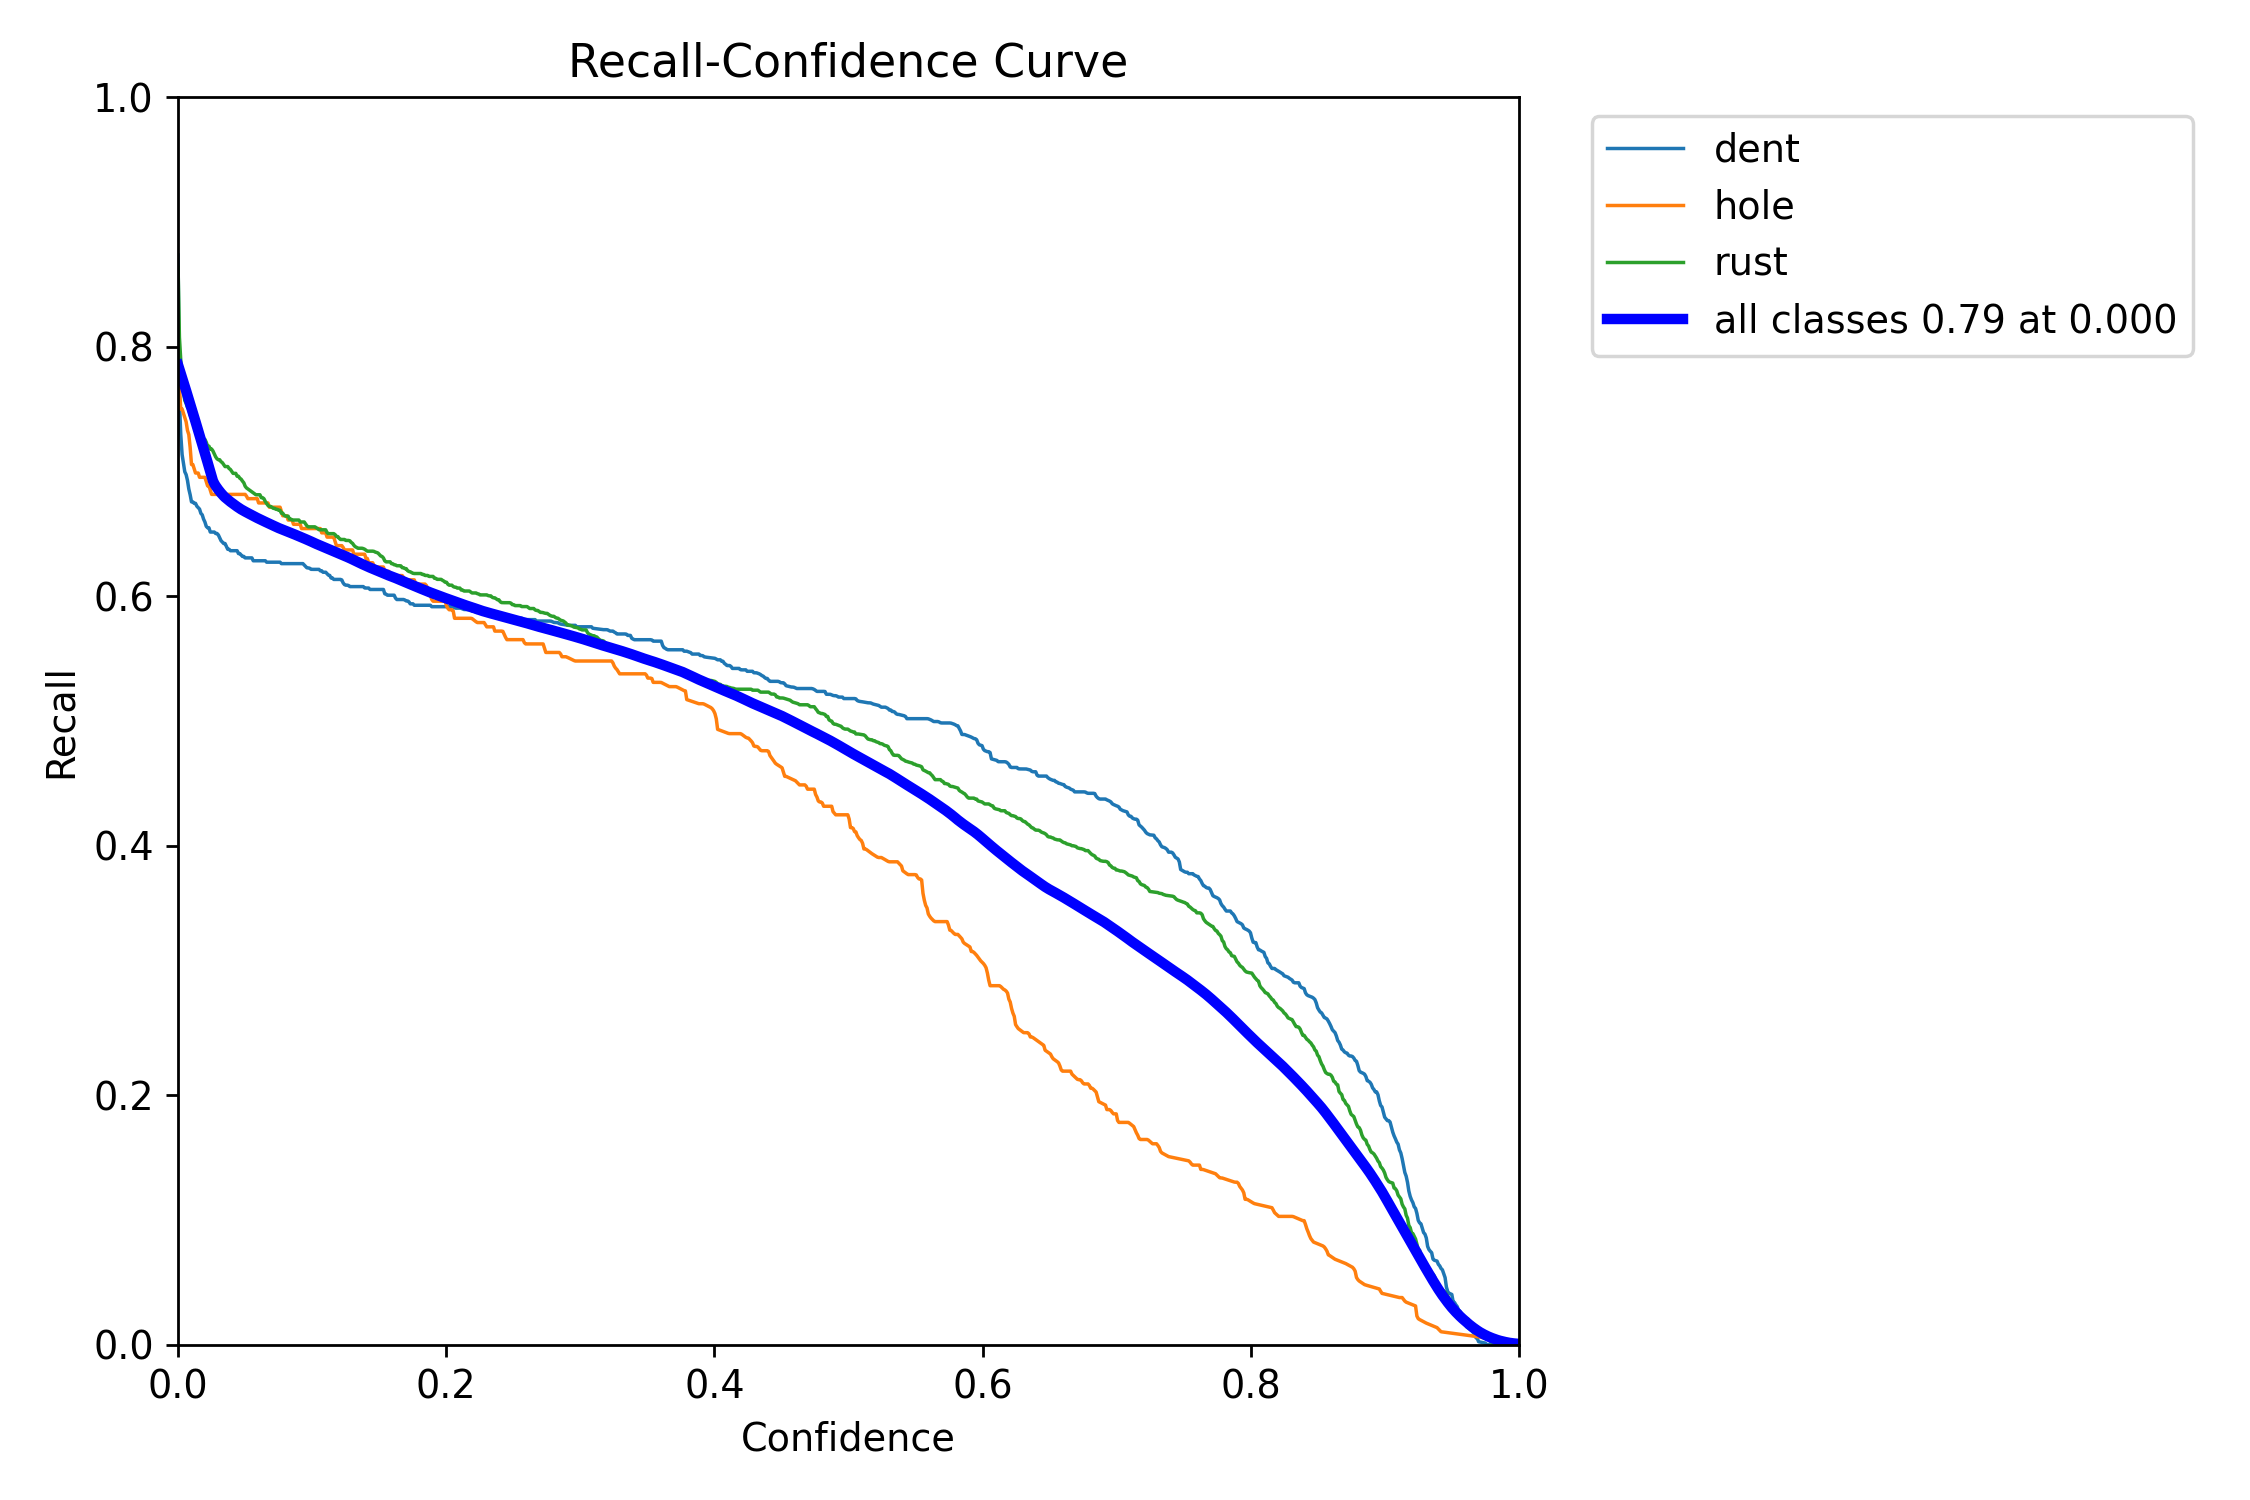 Recall-Confidence Curve
1.0
0.8
0.6
0.4
0.2
0.0
Recall
0.0 0.2 0.4 0.6 0.8 1.0
Confidence
dent
hole
rust
all classes 0.79 at 0.000